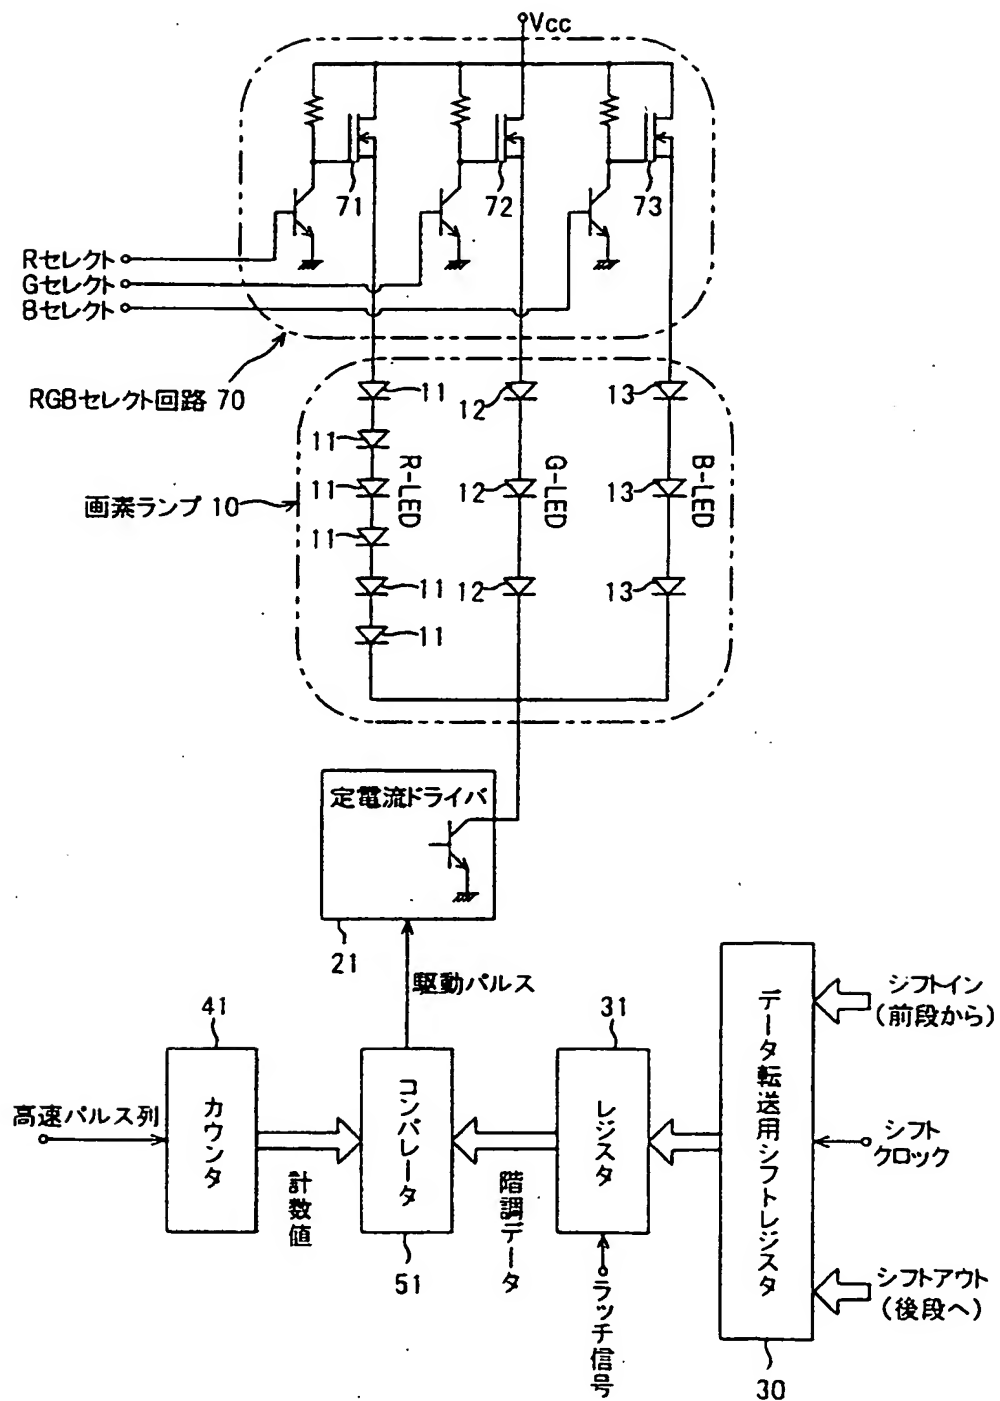 Vcc
71
72
73
Rセレクト
Gセレクト
Bセレクト
RGBセレクト回路 70
11
12
13
11
11
12
13
11
11
12
13
11
R-LED
G-LED
B-LED
画素ランプ 10
定電流ドライバ
21
駆動パルス
41
31
シフトイン
(前段から)
高速パルス列
カウンタ
コンパレータ
レジスタ
データ転送用シフトレジスタ
シフト
クロック
計数値
階調データ
51
シフトアウト
(後段へ)
ラッチ信号
30